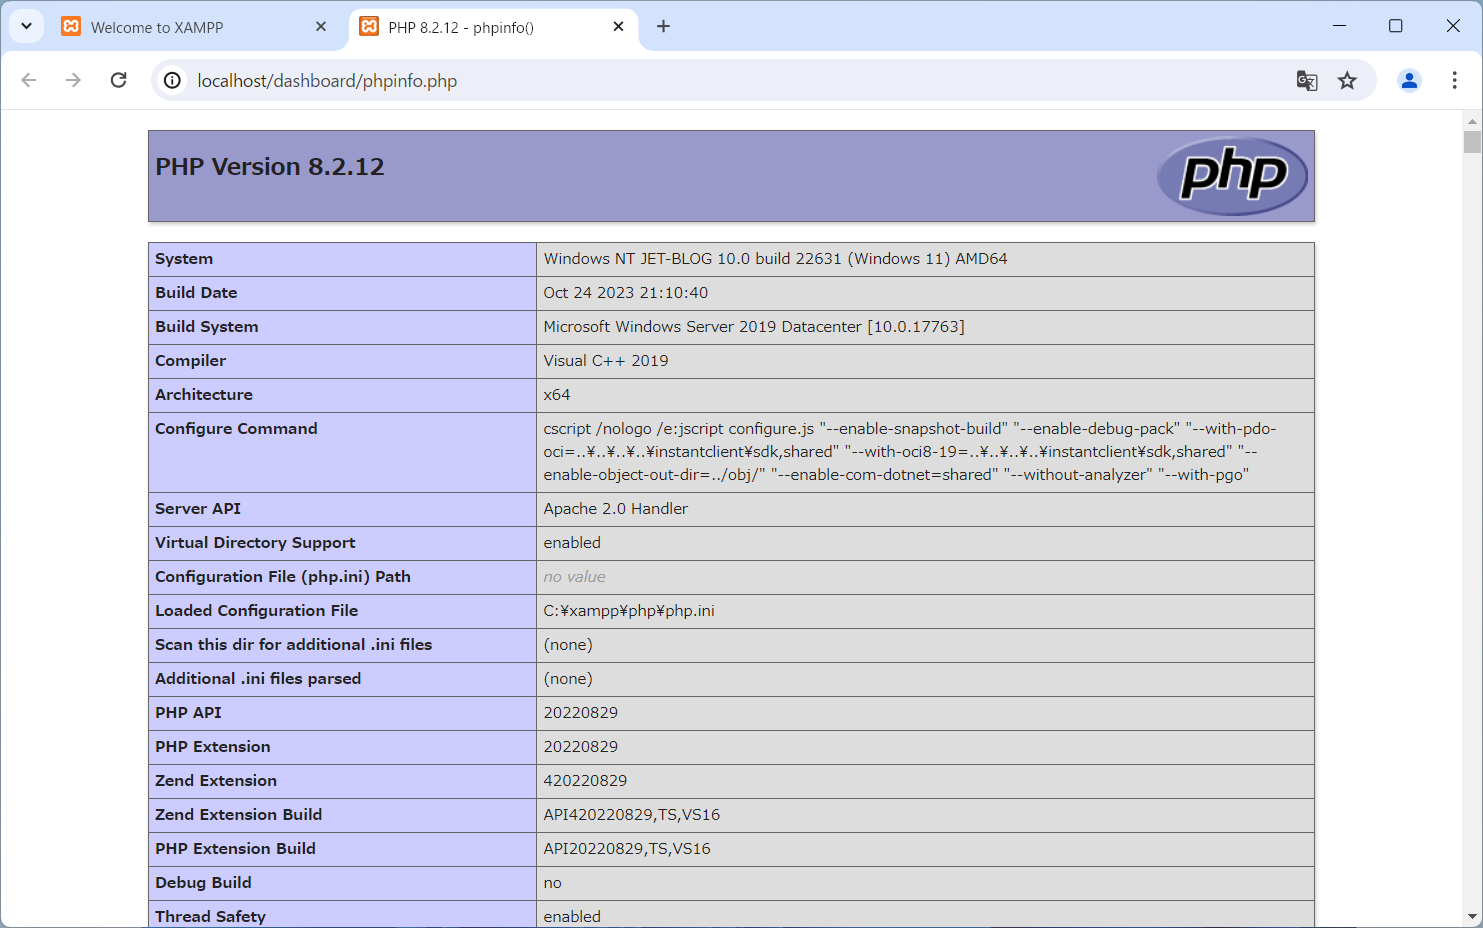 Welcome to XAMPP
PHP 8.2.12 - phpinfo()
localhost/dashboard/phpinfo.php
PHP Version 8.2.12
php
System Windows NT JET-BLOG 10.0 build 22631 (Windows 11) AMD64
Build Date Oct 24 2023 21:10:40
Build System Microsoft Windows Server 2019 Datacenter [10.0.17763]
Compiler Visual C++ 2019
Architecture x64
Configure Command cscript /nologo /e:jscript configure.js "--enable-snapshot-build" "--enable-debug-pack" "--with-pdo-
oci=..¥..¥..¥..¥instantclient¥sdk,shared" "--with-oci8-19=..¥..¥..¥..¥instantclient¥sdk,shared" "--
enable-object-out-dir=../obj/" "--enable-com-dotnet=shared" "--without-analyzer" "--with-pgo"
Server API Apache 2.0 Handler
Virtual Directory Support enabled
Configuration File (php.ini) Path no value
Loaded Configuration File C:¥xampp¥php¥php.ini
Scan this dir for additional .ini files (none)
Additional .ini files parsed (none)
PHP API 20220829
PHP Extension 20220829
Zend Extension 420220829
Zend Extension Build API420220829,TS,VS16
PHP Extension Build API20220829,TS,VS16
Debug Build no
Thread Safety enabled